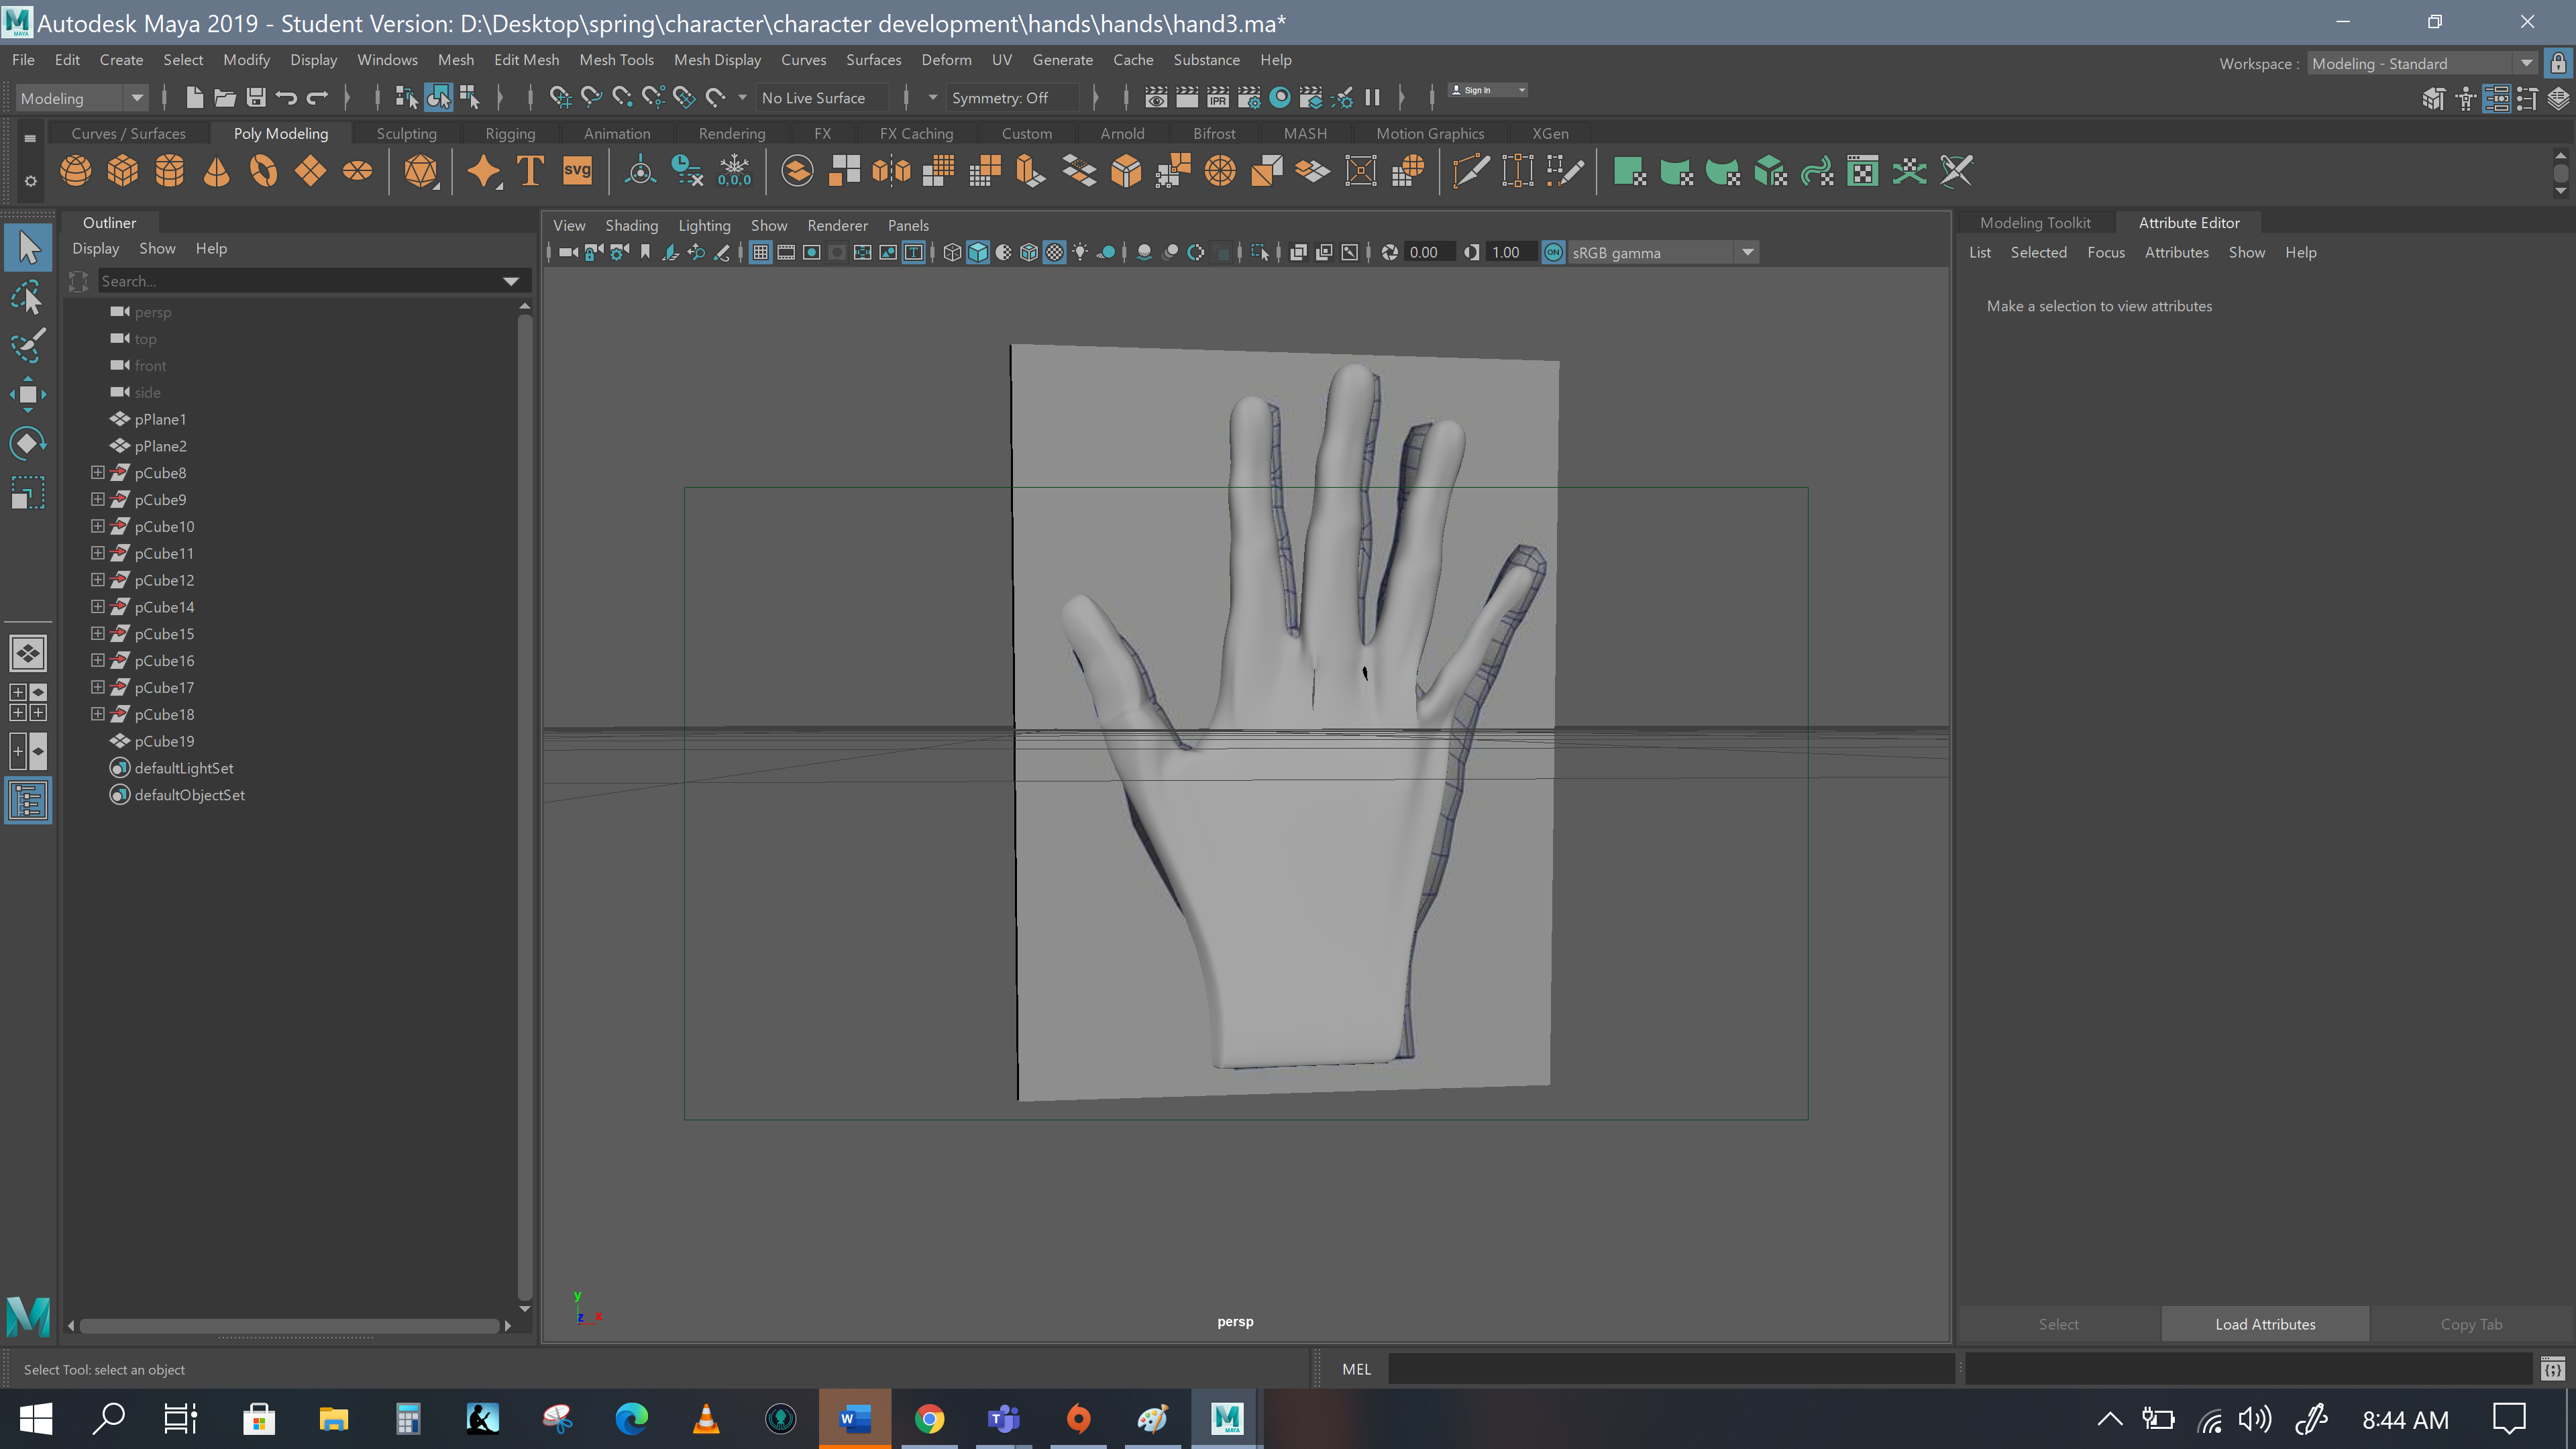 Autodesk Maya 2019 - Student Version: D:\Desktop\spring\character\character development\hands\hands\hand3.ma*
File Edit Create Select Modify Display Windows Mesh Edit Mesh Mesh Tools Mesh Display Curves Surfaces Deform UV Generate Cache Substance Help
Workspace : Modeling - Standard
Modeling No Live Surface Symmetry: Off IPR Sign In
Curves / Surfaces Poly Modeling Sculpting Rigging Animation Rendering FX FX Caching Custom Arnold Bifrost MASH Motion Graphics XGen
T svg 0,0,0
Outliner
Display Show Help
Search...
persp
top
front
side
pPlane1
pPlane2
pCube8
pCube9
pCube10
pCube11
pCube12
pCube14
pCube15
pCube16
pCube17
pCube18
pCube19
defaultLightSet
defaultObjectSet
View Shading Lighting Show Renderer Panels
0.00 1.00 ON sRGB gamma
y
z x
persp
Modeling Toolkit Attribute Editor
List Selected Focus Attributes Show Help
Make a selection to view attributes
Select Load Attributes Copy Tab
Select Tool: select an object
MEL
8:44 AM